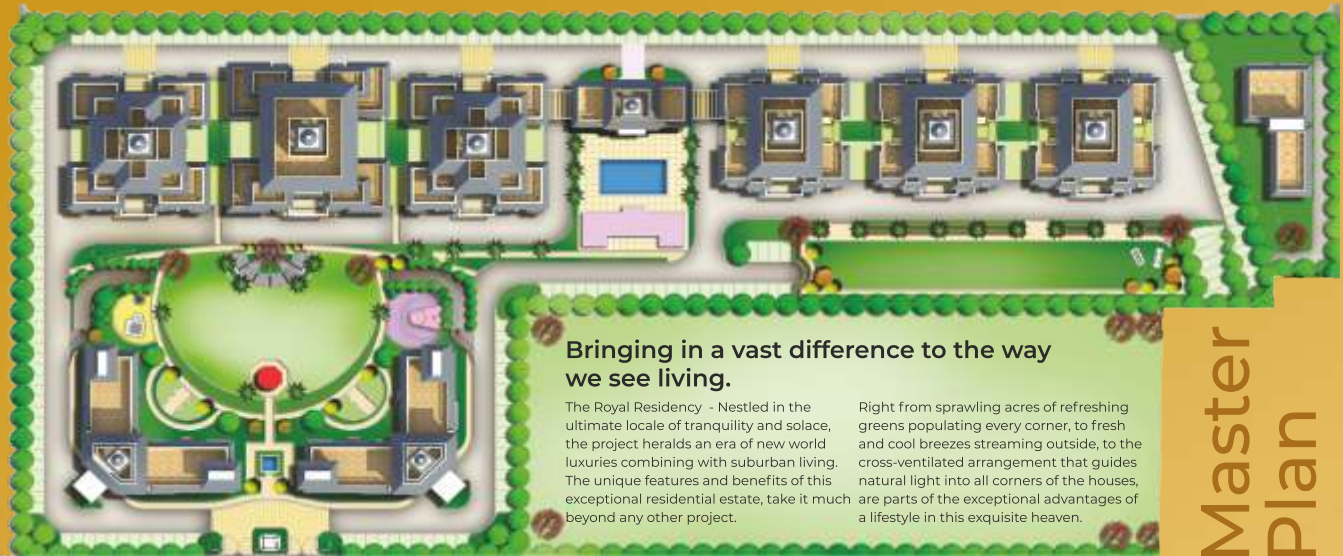 Bringing in a vast difference to the way
we see living.
The Royal Residency - Nestled in the
ultimate locale of tranquility and solace,
the project heralds an era of new world
luxuries combining with suburban living.
The unique features and benefits of this
exceptional residential estate, take it much
beyond any other project.
Right from sprawling acres of refreshing
greens populating every corner, to fresh
and cool breezes streaming outside, to the
cross-ventilated arrangement that guides
natural light into all corners of the houses,
are parts of the exceptional advantages of
a lifestyle in this exquisite heaven.
Master
Plan